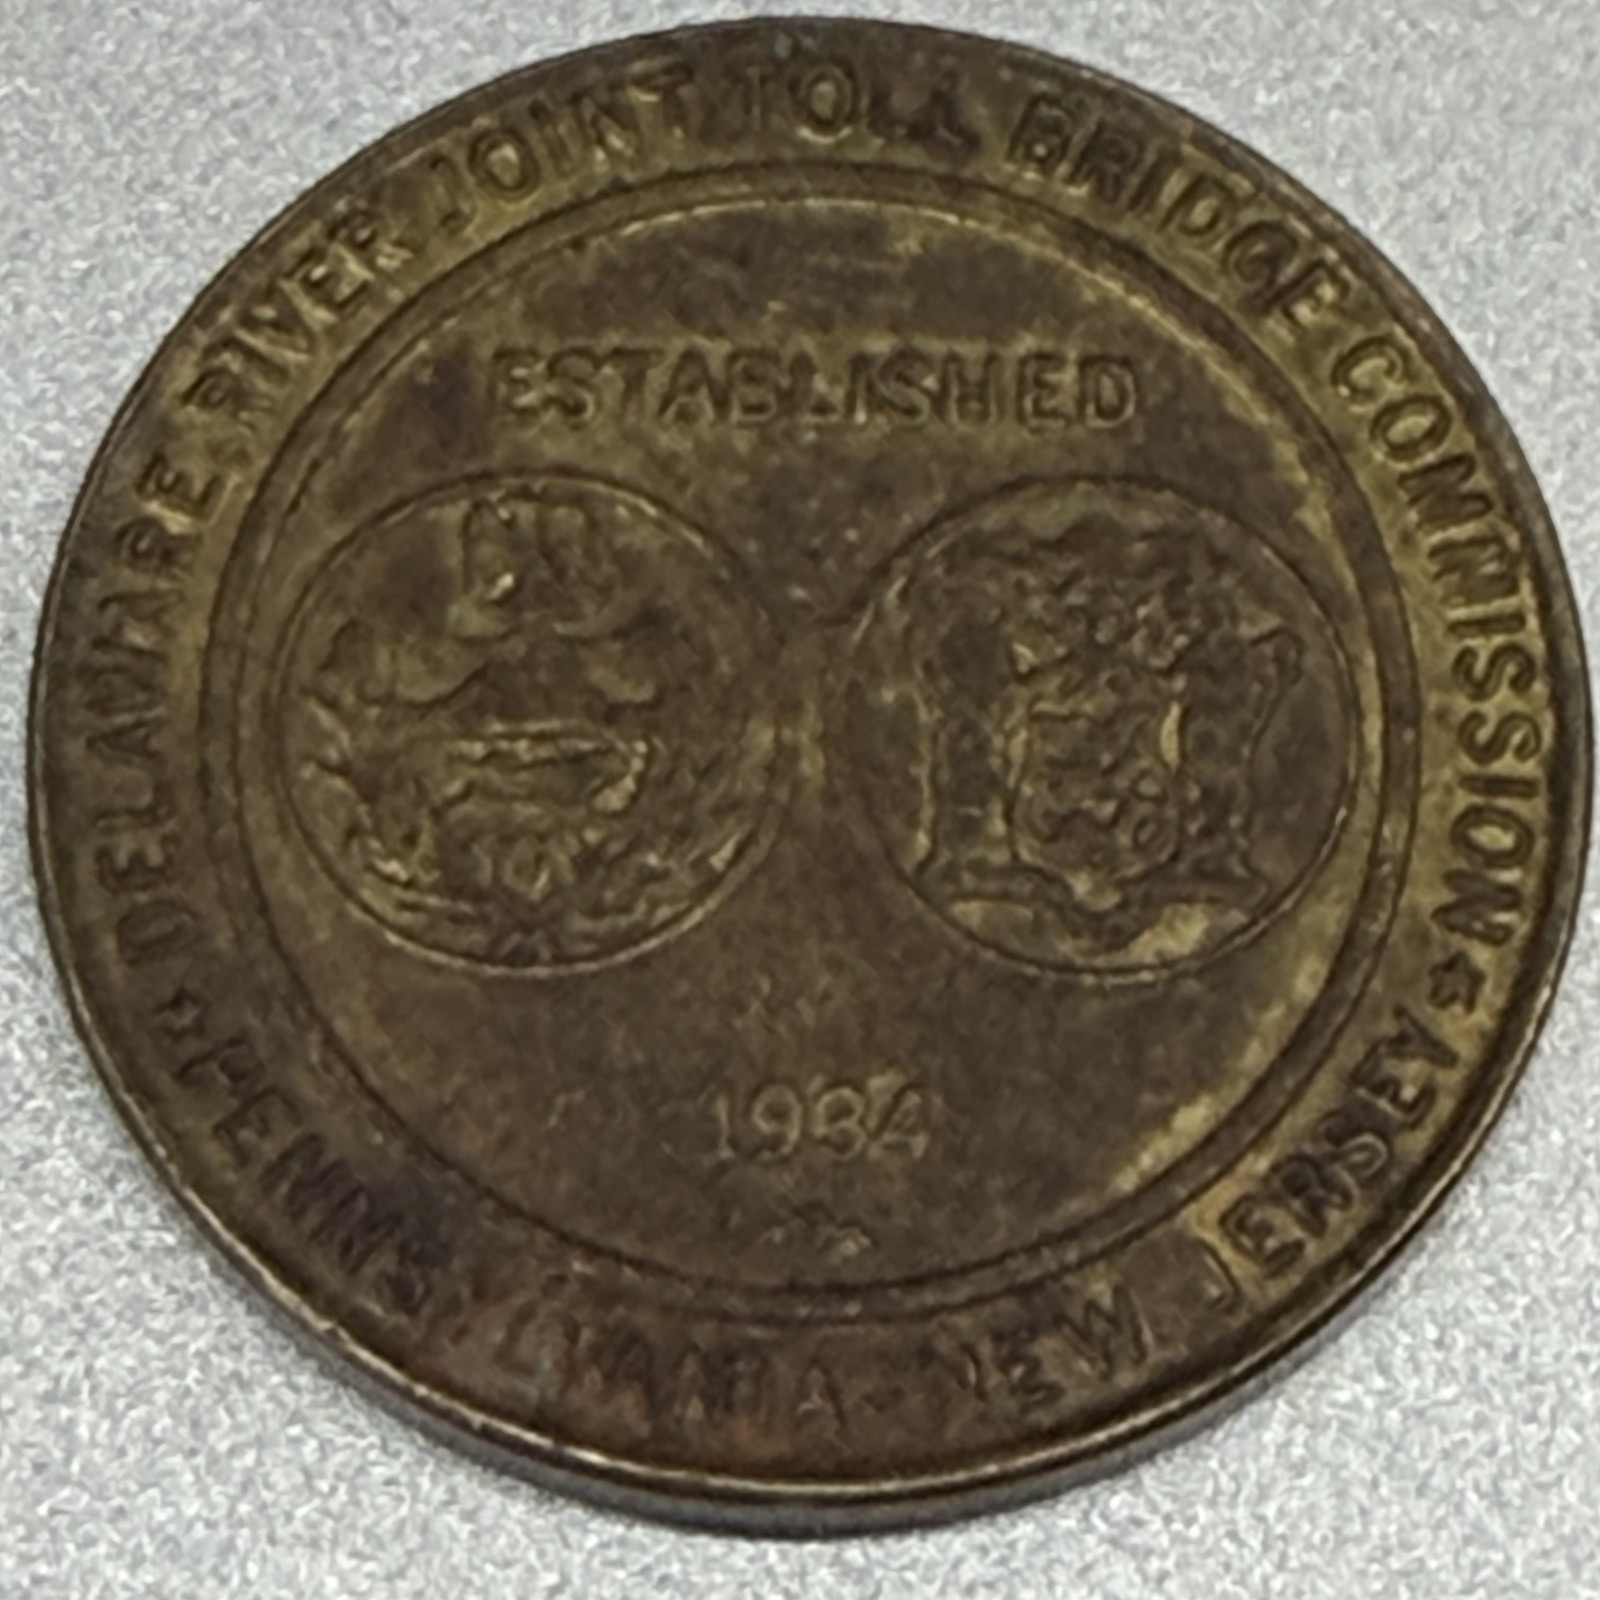 DELAWARE RIVER JOINT TOLL BRIDGE COMMISSION
ESTABLISHED
1934
PENNSYLVANIA-NEW JERSEY